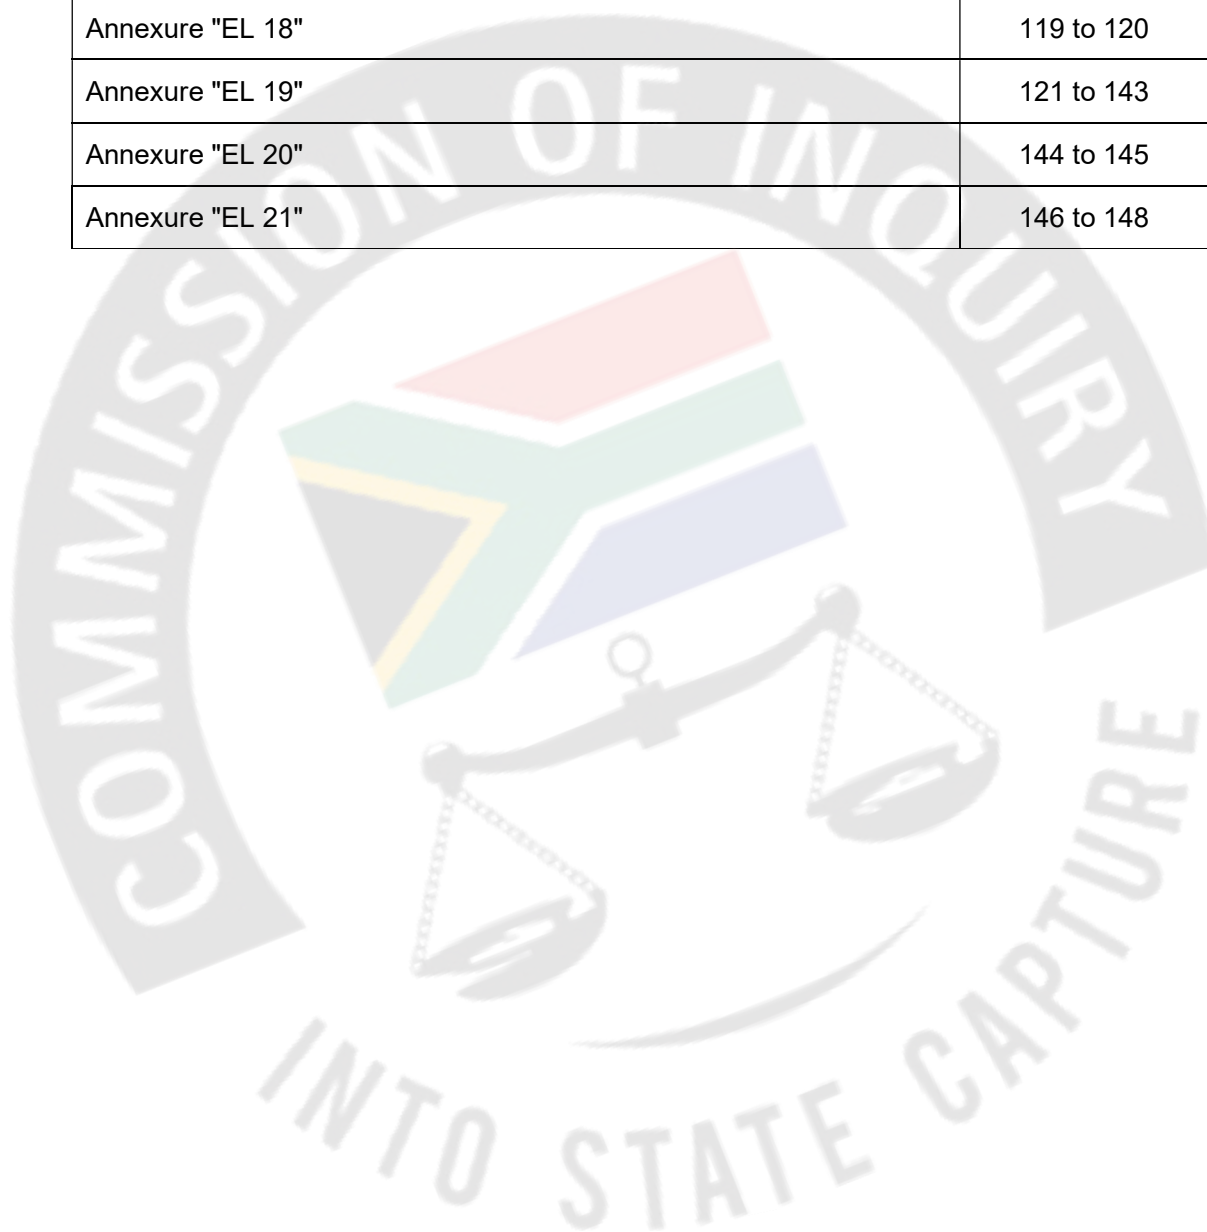 Annexure "EL 18" 119 to 120
Annexure "EL 19" 121 to 143
Annexure "EL 20" 144 to 145
Annexure "EL 21" 146 to 148
COMMISSION OF INQUIRY
INTO STATE CAPTURE